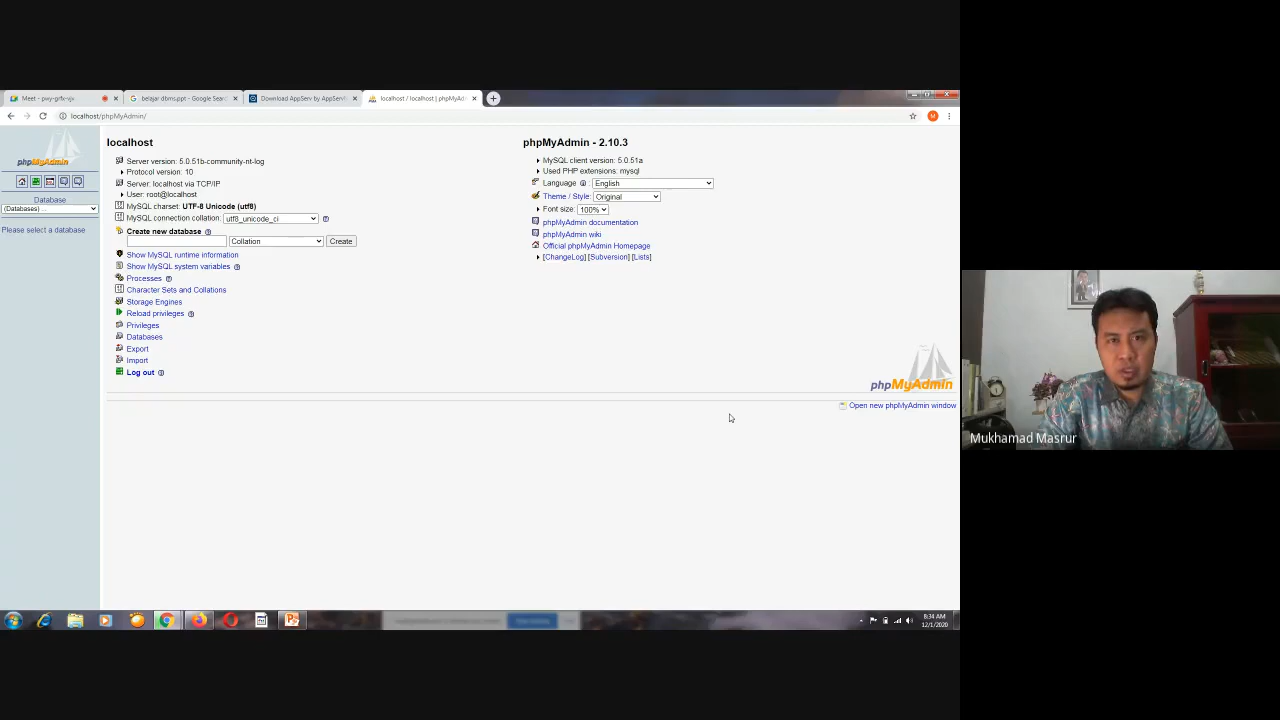 Meet - pwy-grfx-vjx
belajar dbms.ppt - Google Sear
Download AppServ by AppServ
localhost / localhost | phpMyAd
localhost/phpMyAdmin/
M
phpMyAdmin
Database
(Databases) ...
Please select a database
localhost
Server version: 5.0.51b-community-nt-log
Protocol version: 10
Server: localhost via TCP/IP
User: root@localhost
MySQL charset: UTF-8 Unicode (utf8)
MySQL connection collation: utf8_unicode_ci
Create new database
Collation
Create
Show MySQL runtime information
Show MySQL system variables
Processes
Character Sets and Collations
Storage Engines
Reload privileges
Privileges
Databases
Export
Import
Log out
phpMyAdmin - 2.10.3
MySQL client version: 5.0.51a
Used PHP extensions: mysql
Language: English
Theme / Style: Original
Font size: 100%
phpMyAdmin documentation
phpMyAdmin wiki
Official phpMyAdmin Homepage
[ChangeLog] [Subversion] [Lists]
phpMyAdmin
Open new phpMyAdmin window
Mukhamad Masrur
8:34 AM
12/1/2020